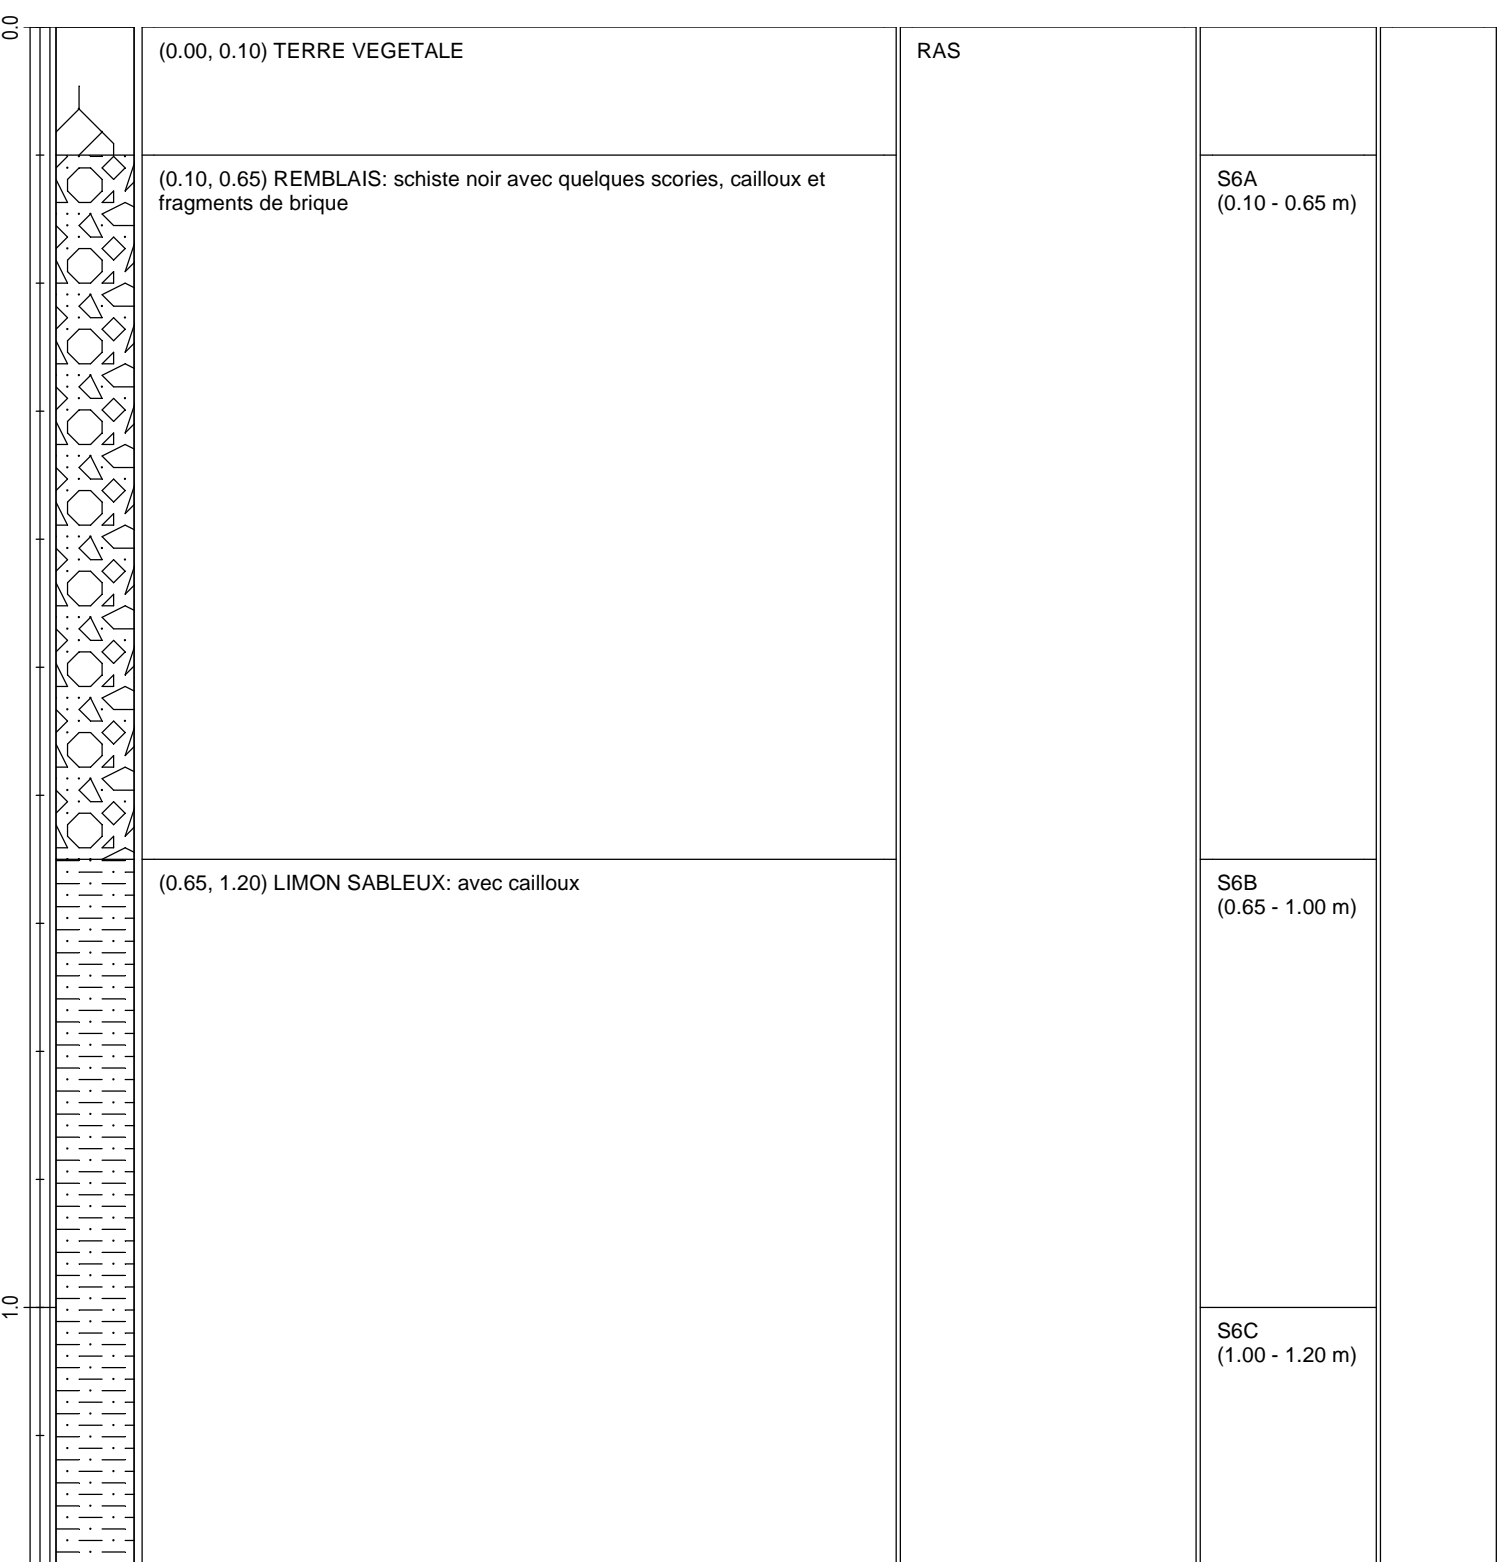 0.0
(0.00, 0.10) TERRE VEGETALE
RAS
(0.10, 0.65) REMBLAIS: schiste noir avec quelques scories, cailloux et
fragments de brique
S6A
(0.10 - 0.65 m)
(0.65, 1.20) LIMON SABLEUX: avec cailloux
S6B
(0.65 - 1.00 m)
1.0
S6C
(1.00 - 1.20 m)